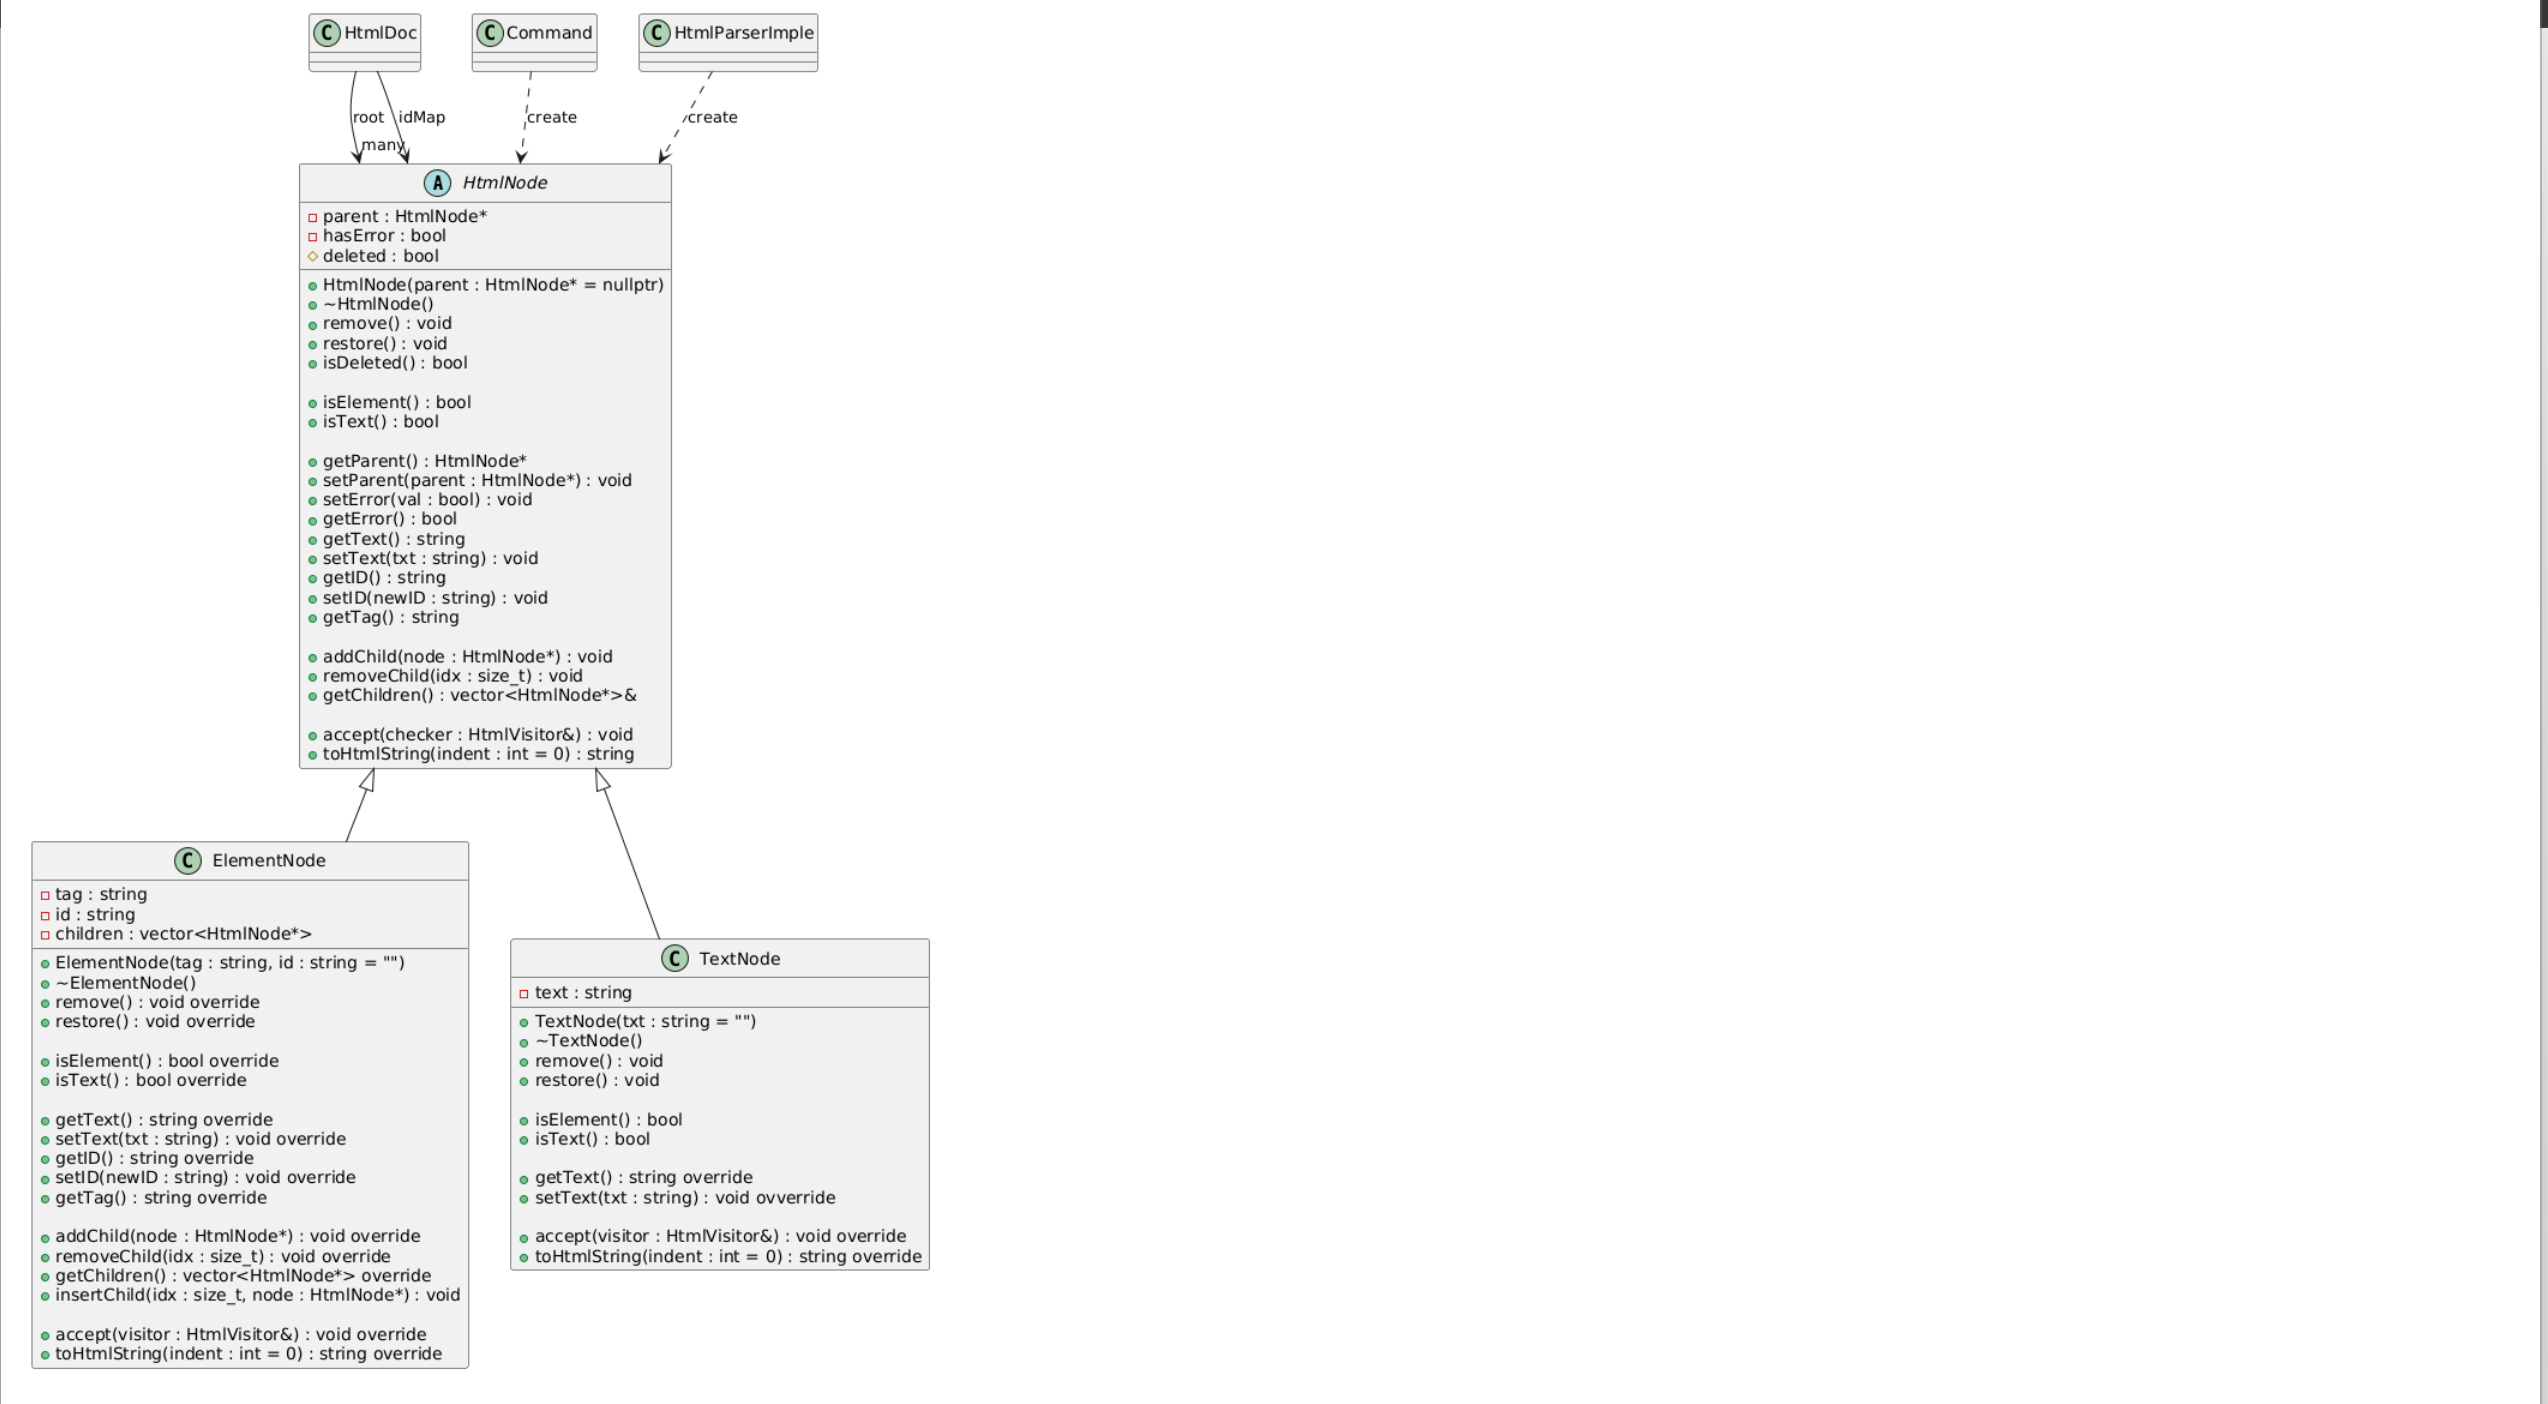 C HtmlDoc
C Command
C HtmlParserImple
root
idMap
create
create
many
A HtmlNode
parent : HtmlNode*
hasError : bool
deleted : bool
HtmlNode(parent : HtmlNode* = nullptr)
~HtmlNode()
remove() : void
restore() : void
isDeleted() : bool
isElement() : bool
isText() : bool
getParent() : HtmlNode*
setParent(parent : HtmlNode*) : void
setError(val : bool) : void
getError() : bool
getText() : string
setText(txt : string) : void
getID() : string
setID(newID : string) : void
getTag() : string
addChild(node : HtmlNode*) : void
removeChild(idx : size_t) : void
getChildren() : vector<HtmlNode*>&
accept(checker : HtmlVisitor&) : void
toHtmlString(indent : int = 0) : string
C ElementNode
tag : string
id : string
children : vector<HtmlNode*>
ElementNode(tag : string, id : string = "")
~ElementNode()
remove() : void override
restore() : void override
isElement() : bool override
isText() : bool override
getText() : string override
setText(txt : string) : void override
getID() : string override
setID(newID : string) : void override
getTag() : string override
addChild(node : HtmlNode*) : void override
removeChild(idx : size_t) : void override
getChildren() : vector<HtmlNode*> override
insertChild(idx : size_t, node : HtmlNode*) : void
accept(visitor : HtmlVisitor&) : void override
toHtmlString(indent : int = 0) : string override
C TextNode
text : string
TextNode(txt : string = "")
~TextNode()
remove() : void
restore() : void
isElement() : bool
isText() : bool
getText() : string override
setText(txt : string) : void ovverride
accept(visitor : HtmlVisitor&) : void override
toHtmlString(indent : int = 0) : string override